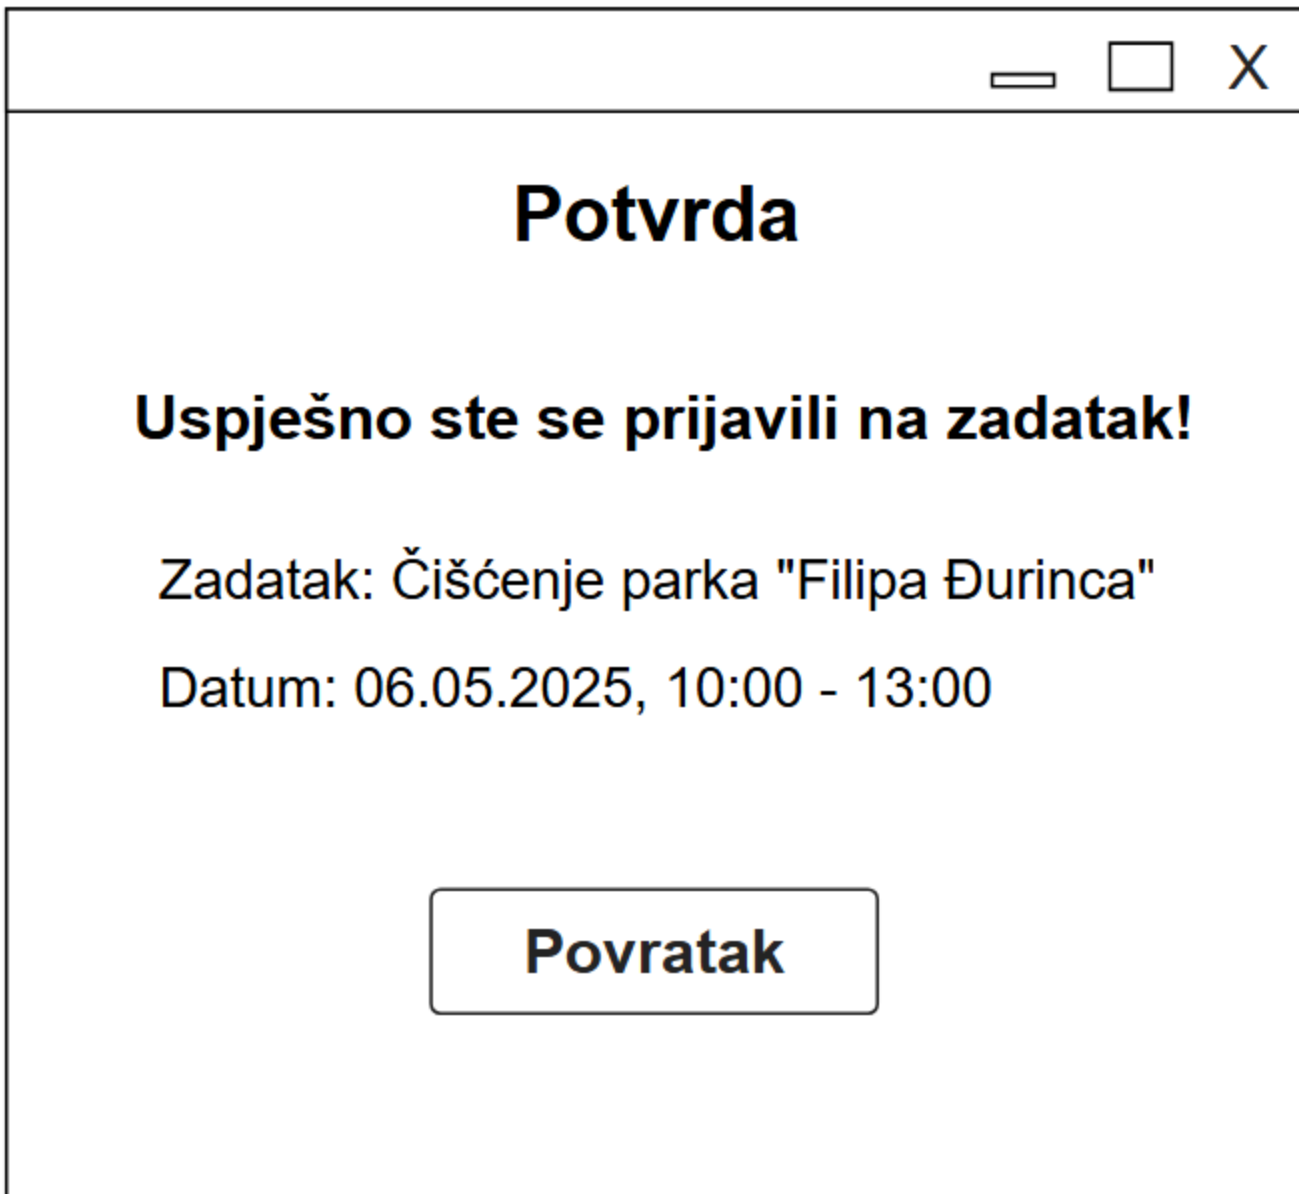 X
Potvrda
Uspješno ste se prijavili na zadatak!
Zadatak: Čišćenje parka "Filipa Đurinca"
Datum: 06.05.2025, 10:00 - 13:00
Povratak